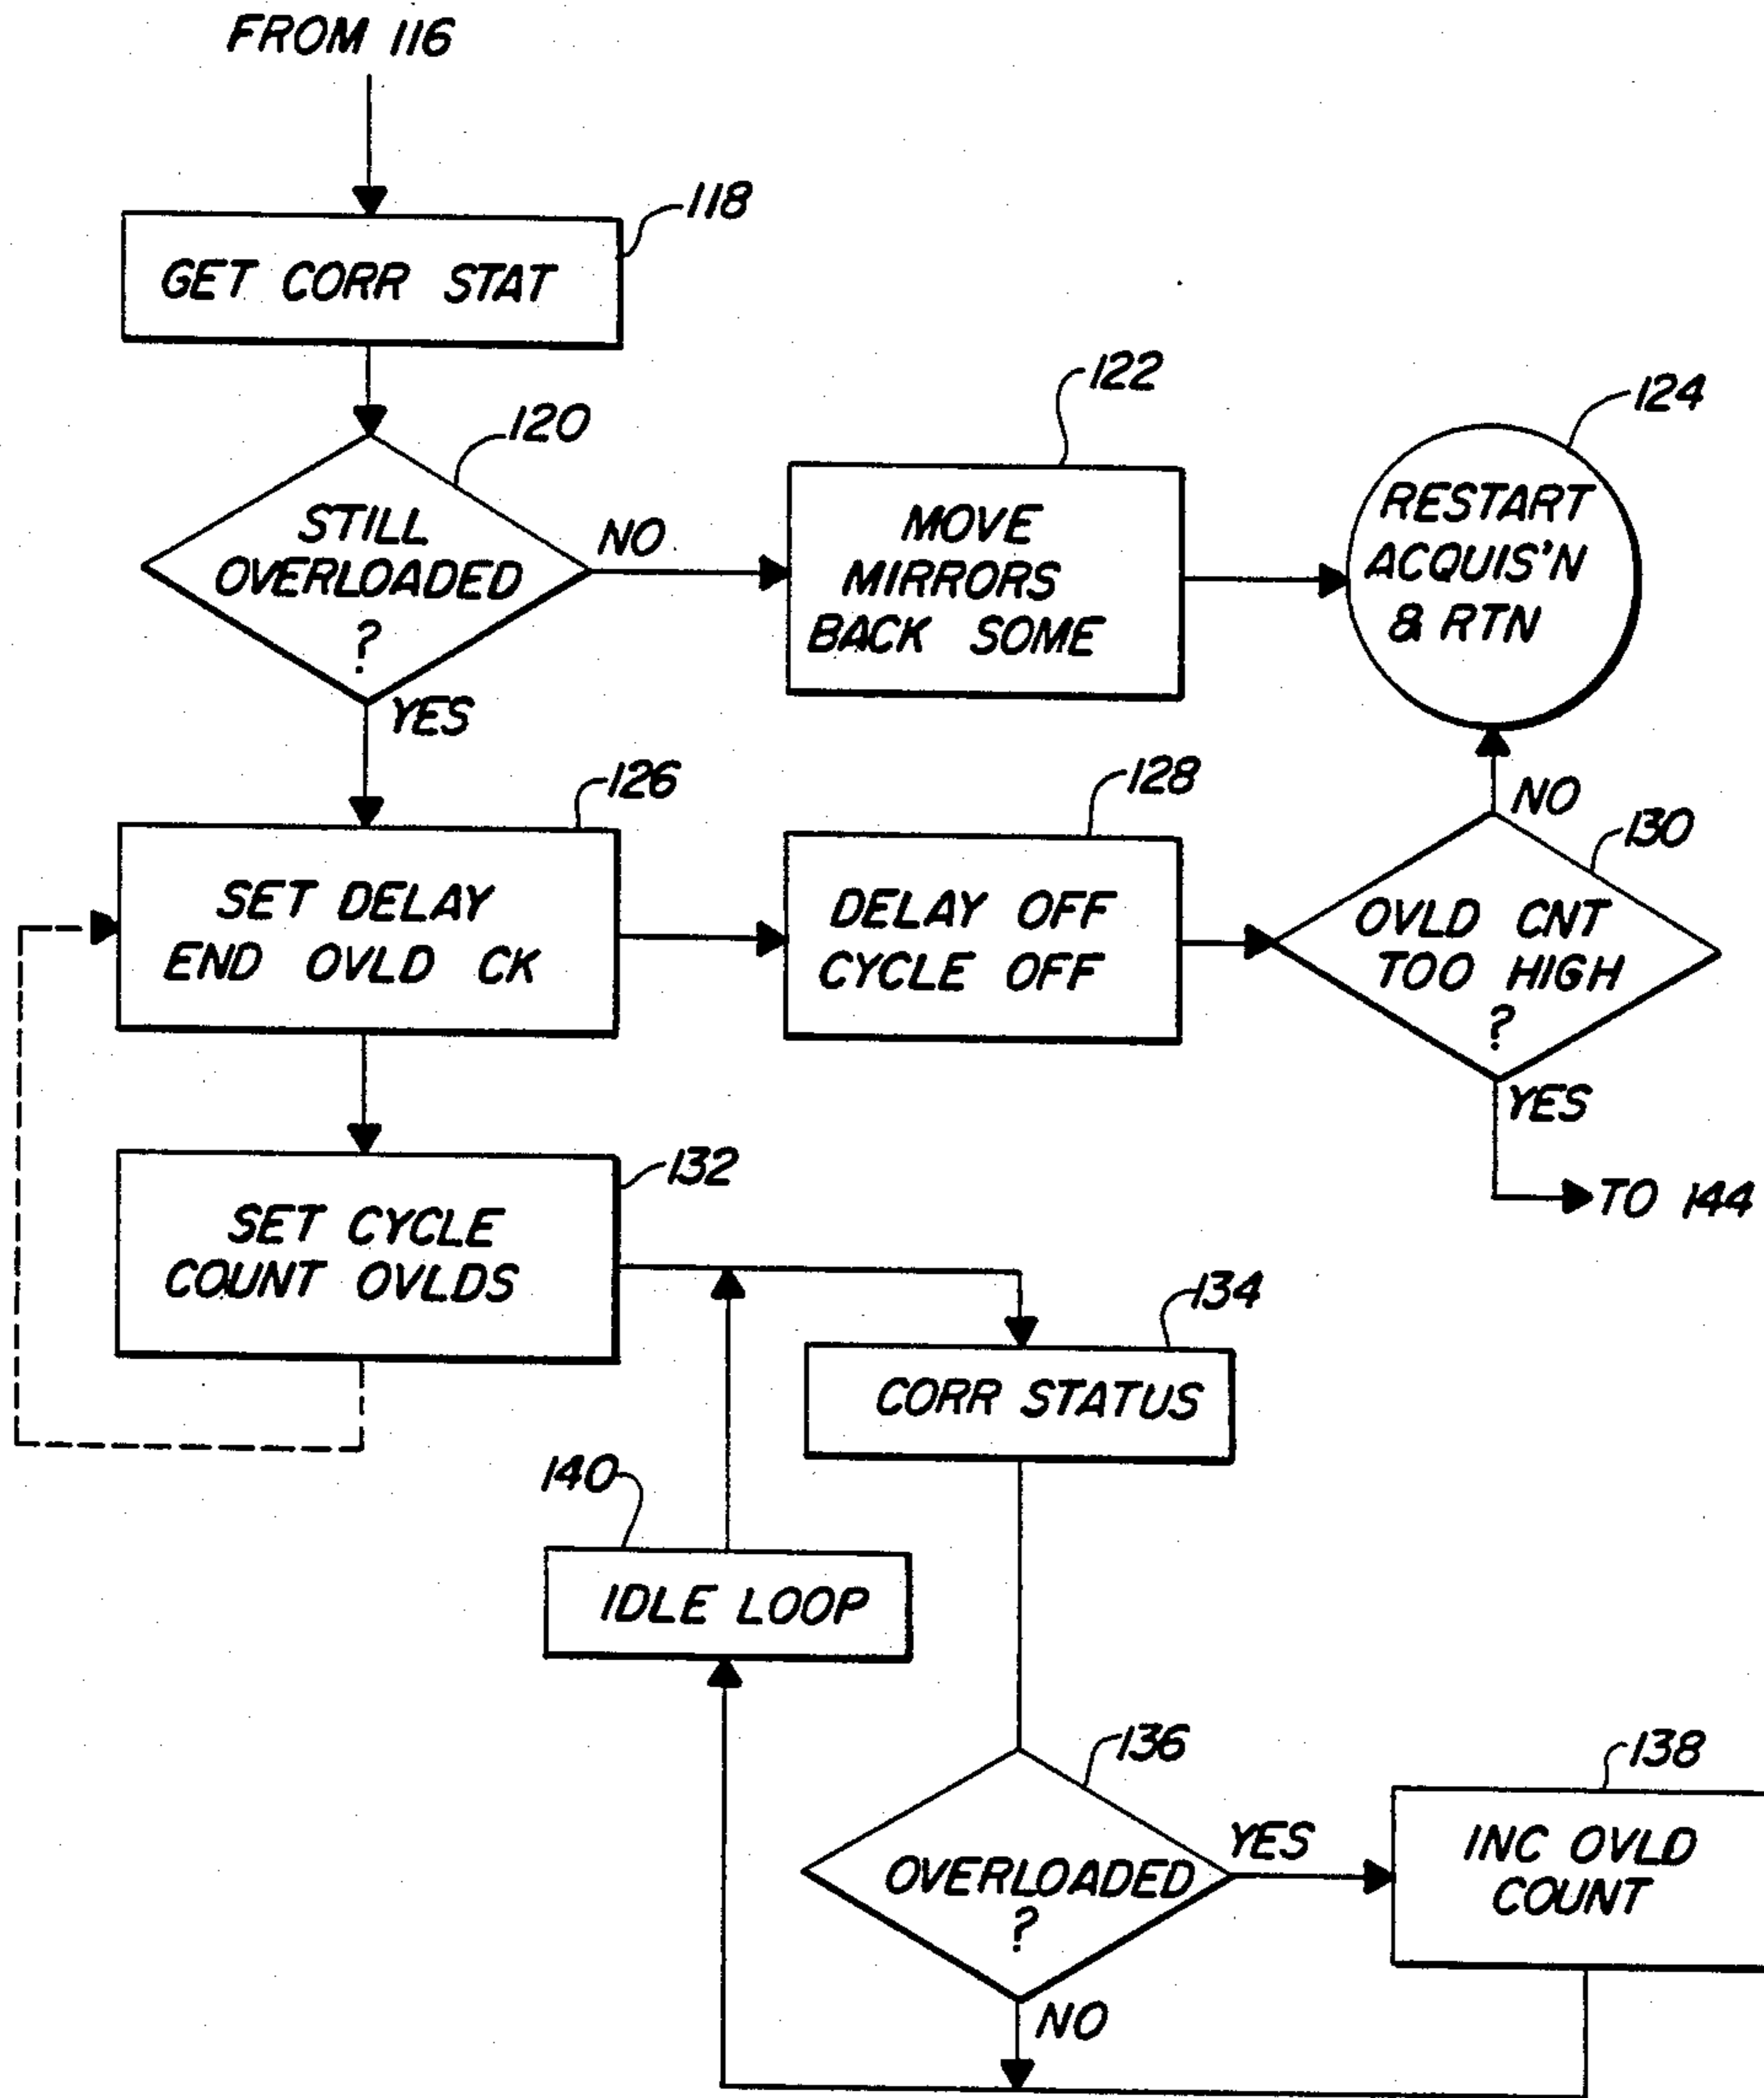 FROM 116
118
GET CORR STAT
120
STILL
OVERLOADED
?
NO
YES
122
MOVE
MIRRORS
BACK SOME
124
RESTART
ACQUIS'N
& RTN
126
SET DELAY
END OVLD CK
128
DELAY OFF
CYCLE OFF
NO
130
OVLD CNT
TOO HIGH
?
YES
TO 144
132
SET CYCLE
COUNT OVLDS
134
CORR STATUS
140
IDLE LOOP
136
OVERLOADED
?
YES
NO
138
INC OVLD
COUNT